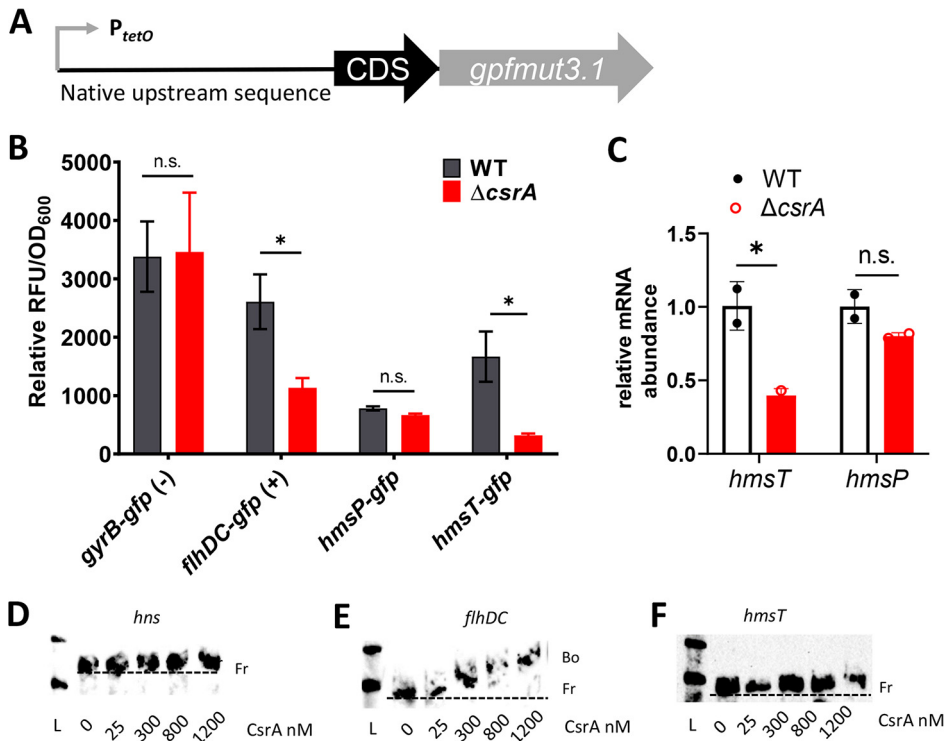 A
PtetO
CDS
gpfmut3.1
Native upstream sequence
B
Relative RFU/OD600
5000
4000
3000
2000
1000
0
n.s.
*
n.s.
*
WT
ΔcsrA
gyrB-gfp (-)
flhDC-gfp (+)
hmsP-gfp
hmsT-gfp
C
WT
ΔcsrA
relative mRNA
abundance
1.5
1.0
0.5
0.0
*
n.s.
hmsT
hmsP
D
hns
Fr
L 0 25 300 800 1200 CsrA nM
E
flhDC
Bo
Fr
L 0 25 300 800 1200 CsrA nM
F
hmsT
Fr
L 0 25 300 800 1200 CsrA nM